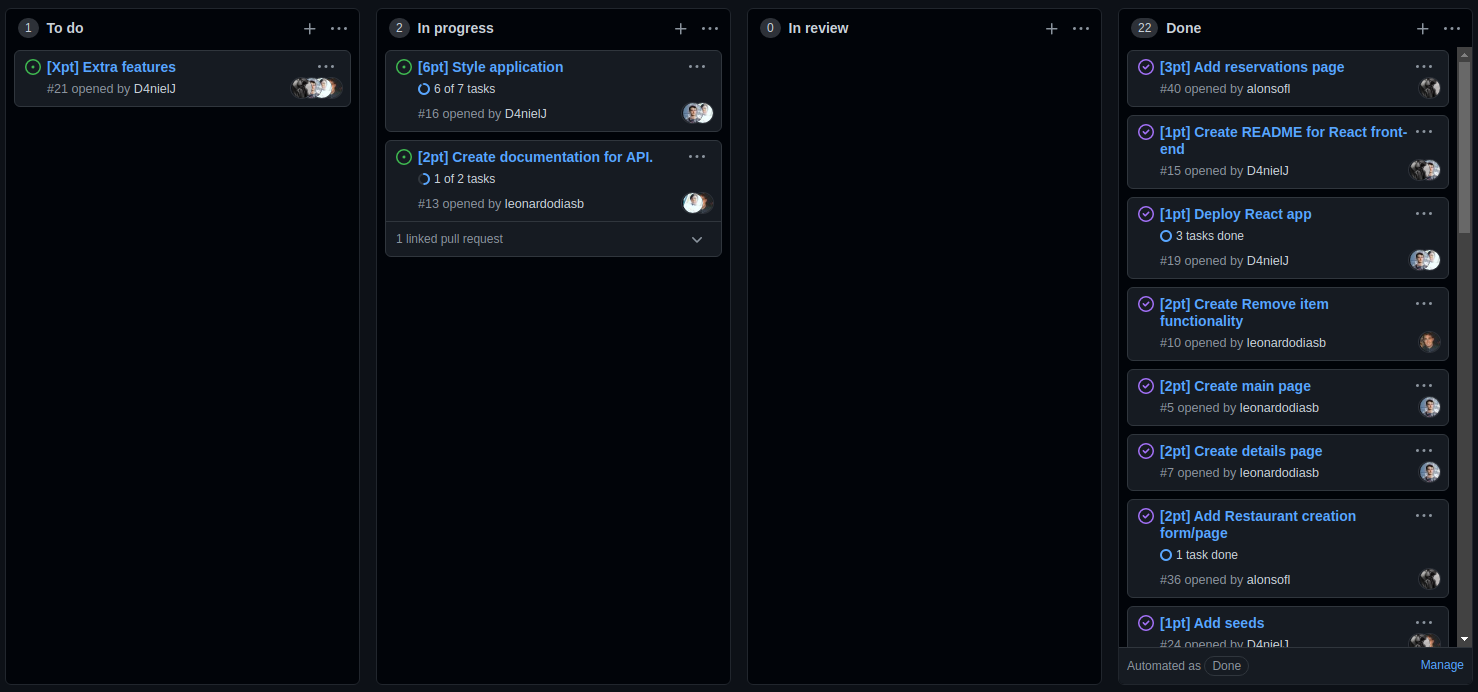 1 To do
[Xpt] Extra features
#21 opened by D4nielJ
2 In progress
[6pt] Style application
6 of 7 tasks
#16 opened by D4nielJ
[2pt] Create documentation for API.
1 of 2 tasks
#13 opened by leonardodiasb
1 linked pull request
0 In review
22 Done
[3pt] Add reservations page
#40 opened by alonsofl
[1pt] Create README for React front-
end
#15 opened by D4nielJ
[1pt] Deploy React app
3 tasks done
#19 opened by D4nielJ
[2pt] Create Remove item
functionality
#10 opened by leonardodiasb
[2pt] Create main page
#5 opened by leonardodiasb
[2pt] Create details page
#7 opened by leonardodiasb
[2pt] Add Restaurant creation
form/page
1 task done
#36 opened by alonsofl
[1pt] Add seeds
#24 opened by D4nielJ
Automated as Done Manage